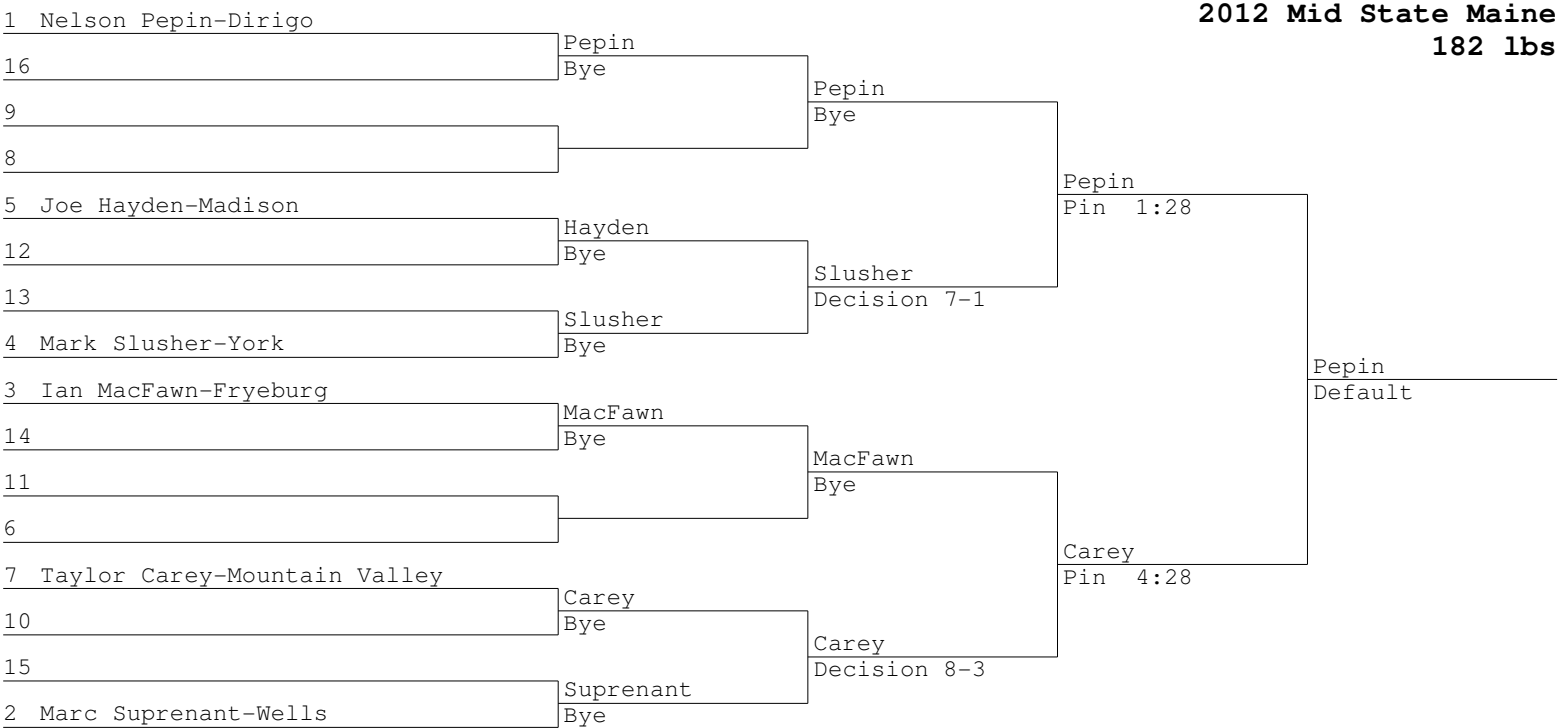 2012 Mid State Maine
182 lbs
1 Nelson Pepin-Dirigo
16
9
8
5 Joe Hayden-Madison
12
13
4 Mark Slusher-York
3 Ian MacFawn-Fryeburg
14
11
6
7 Taylor Carey-Mountain Valley
10
15
2 Marc Suprenant-Wells
Pepin
Bye
Hayden
Bye
Slusher
Bye
MacFawn
Bye
Carey
Bye
Suprenant
Bye
Pepin
Bye
Slusher
Decision 7-1
MacFawn
Bye
Carey
Decision 8-3
Pepin
Pin 1:28
Carey
Pin 4:28
Pepin
Default